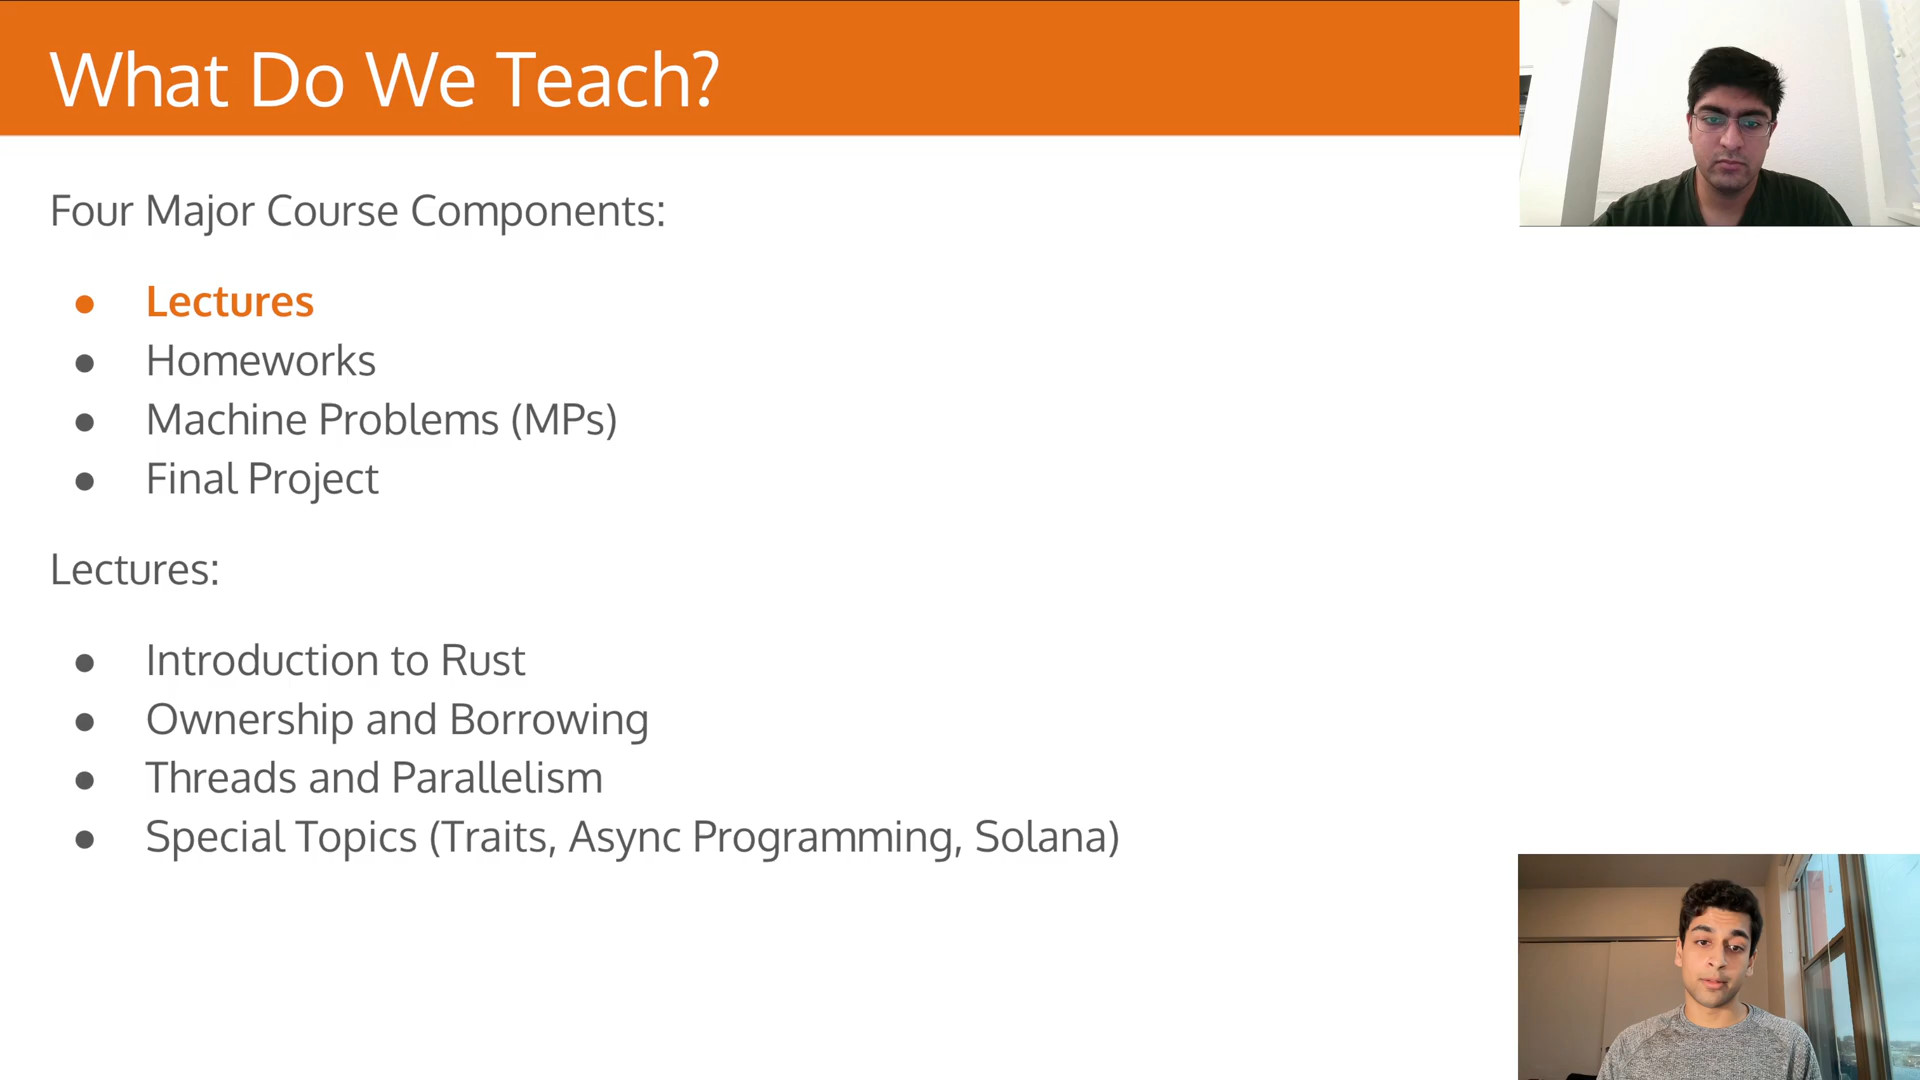 What Do We Teach?
Four Major Course Components:
● Lectures
● Homeworks
● Machine Problems (MPs)
● Final Project
Lectures:
● Introduction to Rust
● Ownership and Borrowing
● Threads and Parallelism
● Special Topics (Traits, Async Programming, Solana)